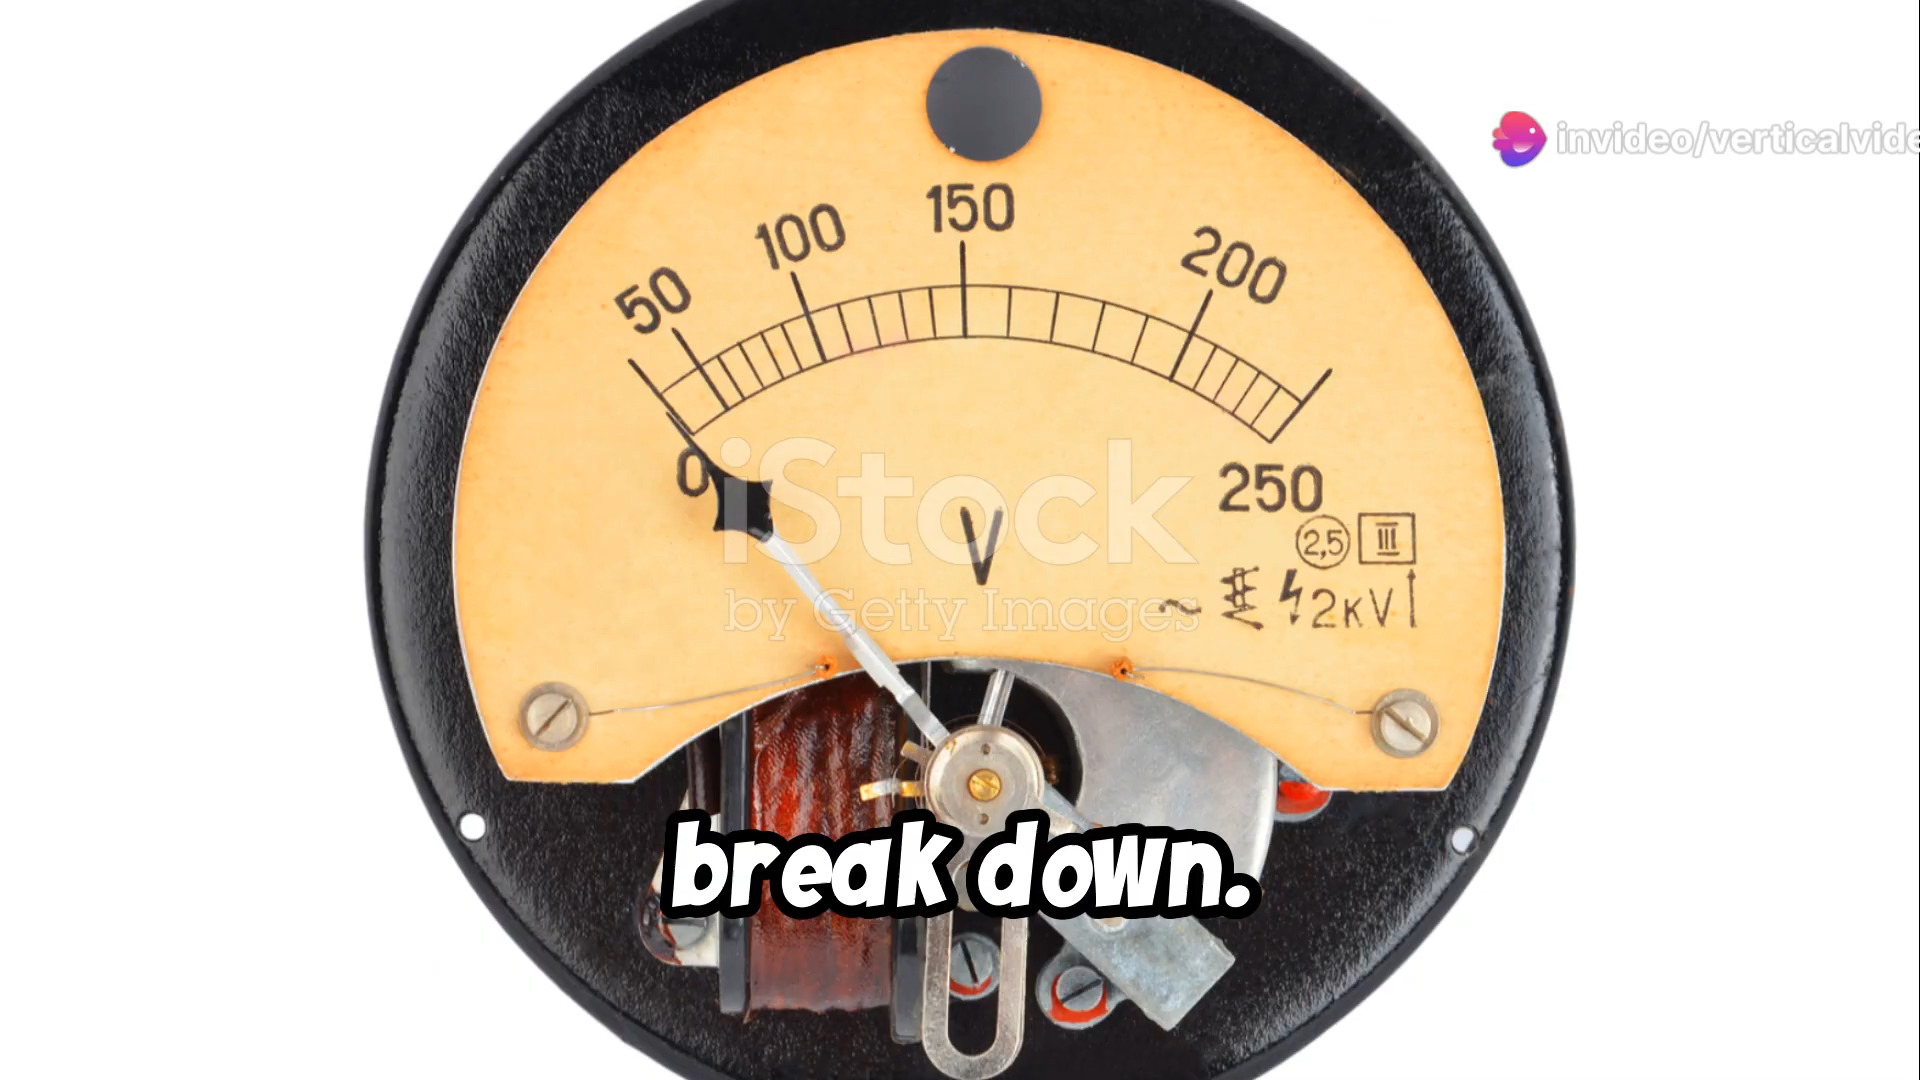 invideo/verticalvide
150
100
200
50
0
250
iStock
V
2,5 III
by Getty Images
~ 2кV
break down.